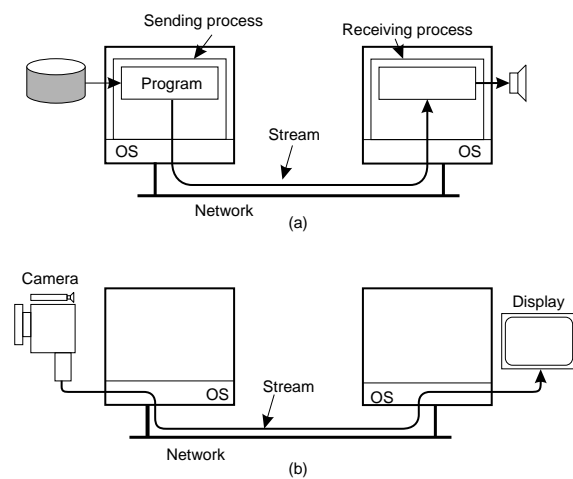 Sending process
Receiving process
Program
Stream
OS
OS
Network
(a)
Camera
Display
OS
Stream
OS
Network
(b)